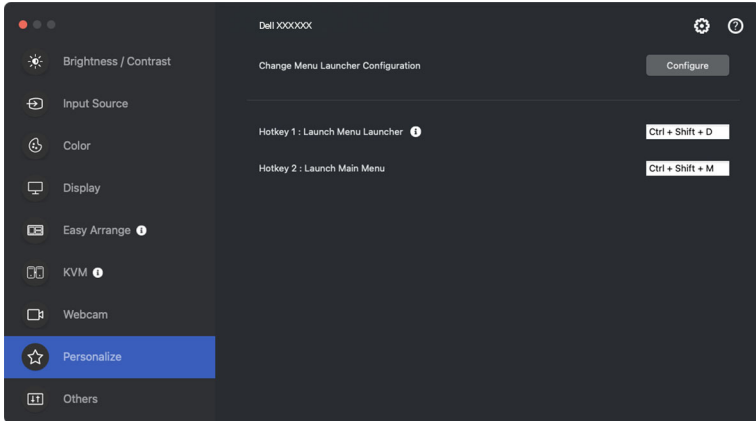 Dell XXXXXX
Brightness / Contrast
Input Source
Color
Display
Easy Arrange
KVM
Webcam
Personalize
Others
Change Menu Launcher Configuration
Configure
Hotkey 1 : Launch Menu Launcher
Ctrl + Shift + D
Hotkey 2 : Launch Main Menu
Ctrl + Shift + M